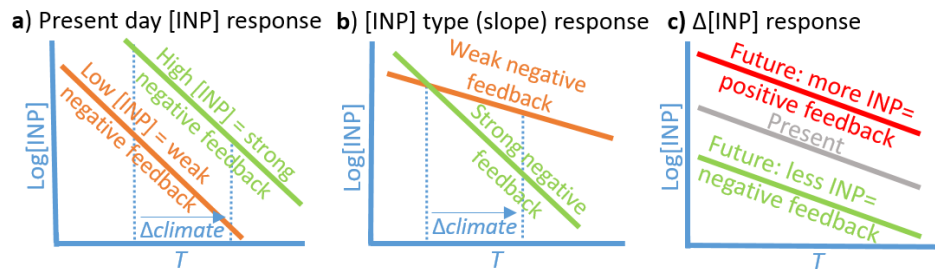 a) Present day [INP] response
Log[INP]
High [INP] = strong
negative feedback
Low [INP] = weak
negative feedback
Δclimate
T
b) [INP] type (slope) response
Log[INP]
Weak negative
feedback
Strong negative
feedback
Δclimate
T
c) Δ[INP] response
Log[INP]
Future: more INP=
positive feedback
Present
Future: less INP=
negative feedback
T